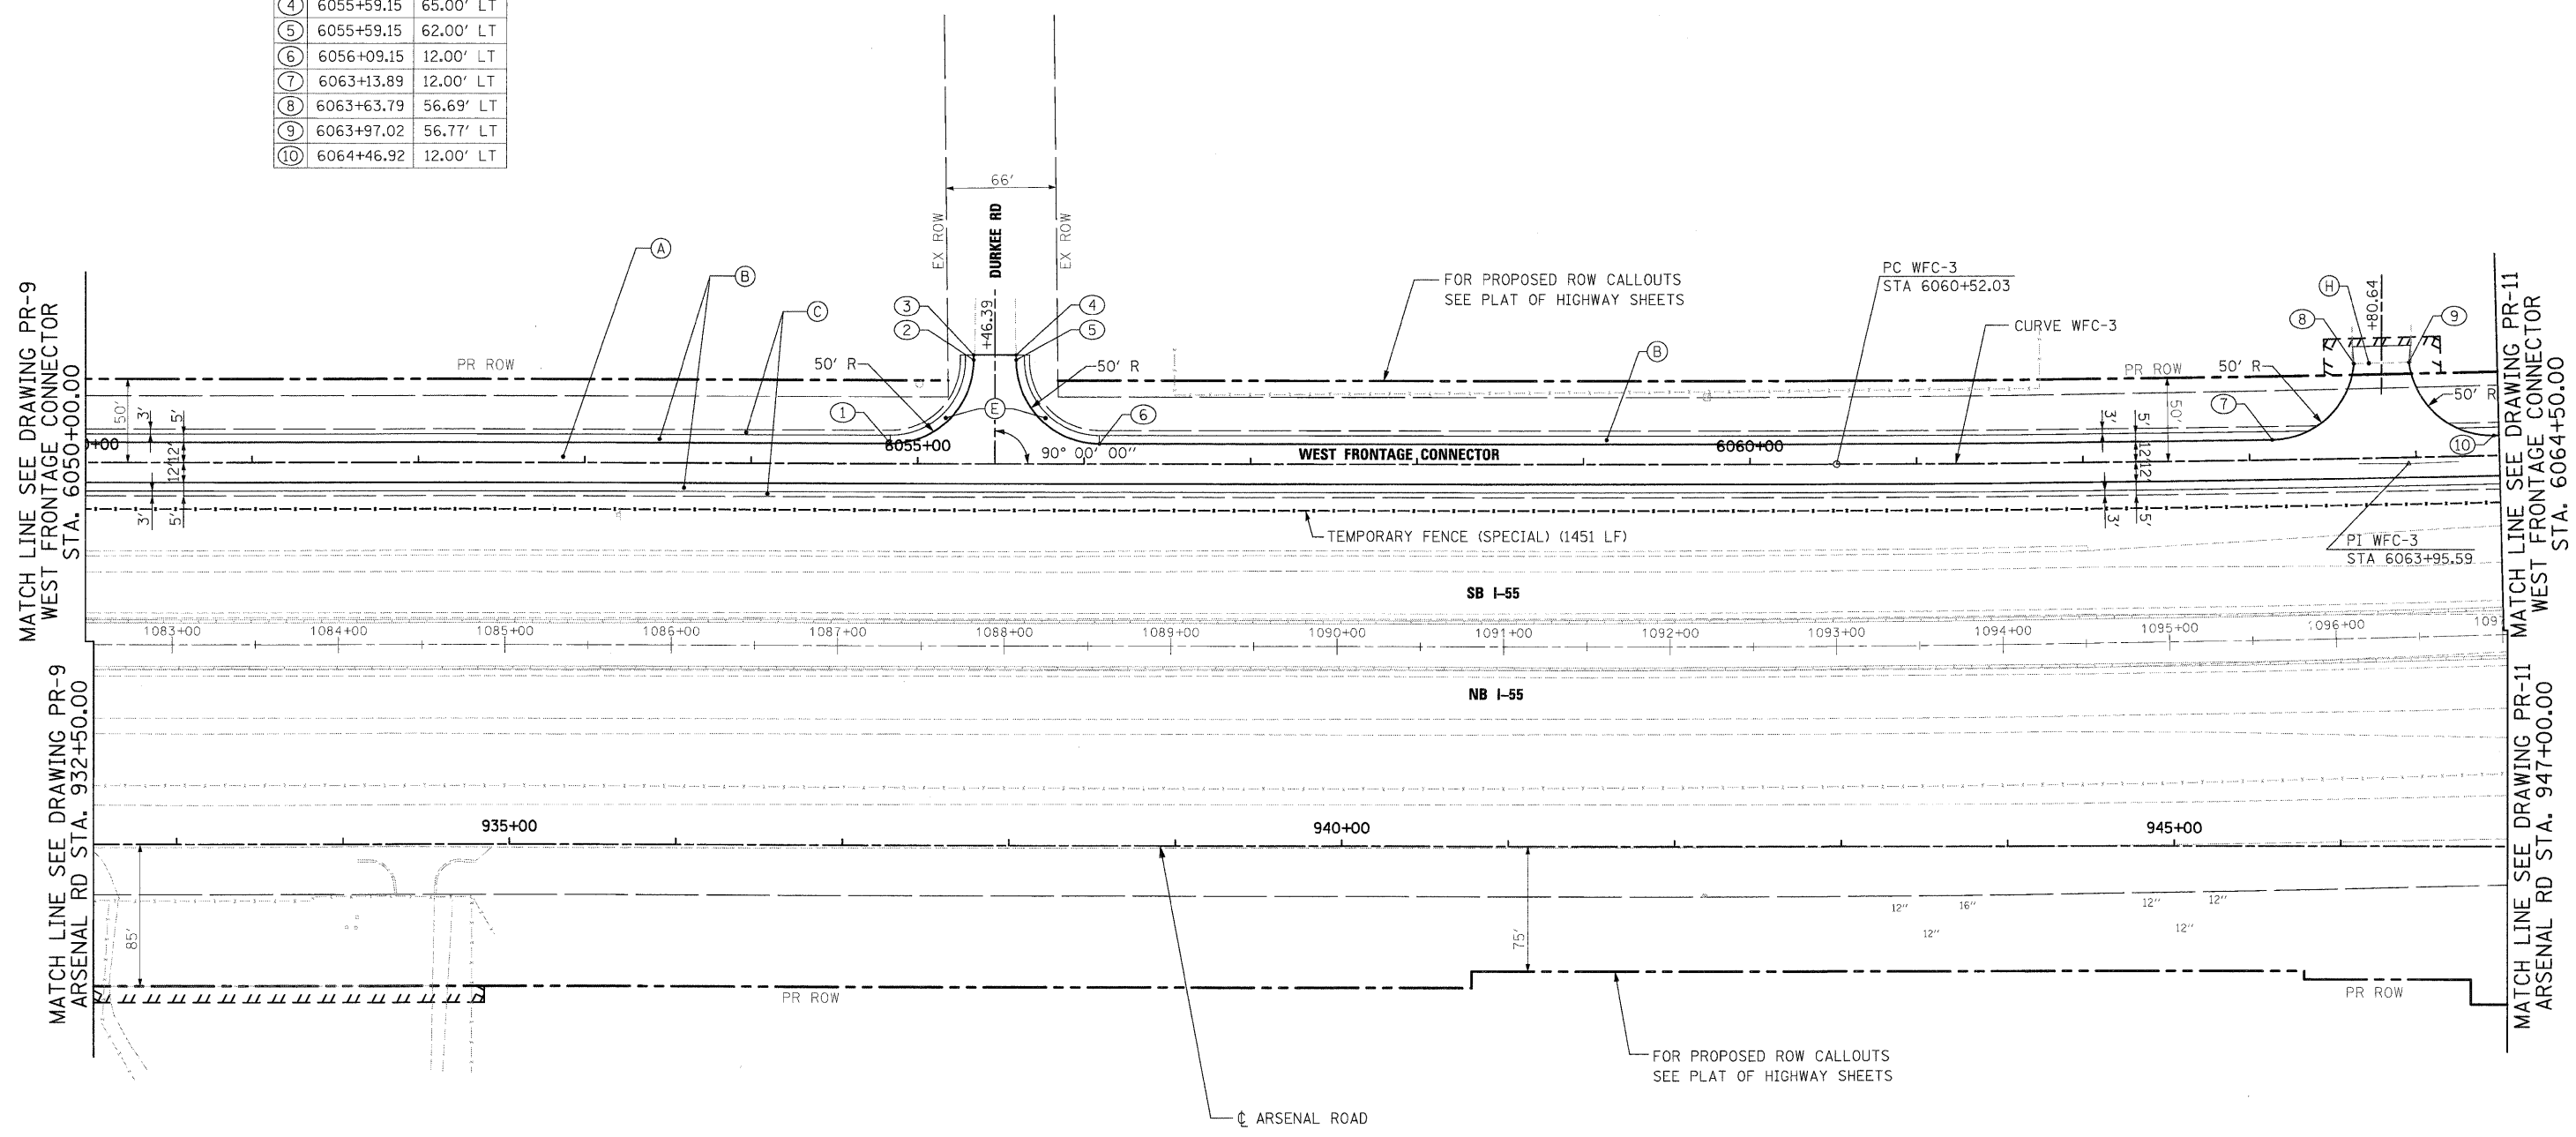 ④ 6055+59.15 65.00' LT
⑤ 6055+59.15 62.00' LT
⑥ 6056+09.15 12.00' LT
⑦ 6063+13.89 12.00' LT
⑧ 6063+63.79 56.69' LT
⑨ 6063+97.02 56.77' LT
⑩ 6064+46.92 12.00' LT
66'
EX ROW
DURKEE RD
EX ROW
MATCH LINE SEE DRAWING PR-9
WEST FRONTAGE CONNECTOR
STA. 6050+00.00
Ⓐ
Ⓑ
Ⓒ
③
②
①
+46.39
④
⑤
⑥
50' R
50' R
Ⓔ
90° 00' 00"
FOR PROPOSED ROW CALLOUTS
SEE PLAT OF HIGHWAY SHEETS
PC WFC-3
STA 6060+52.03
CURVE WFC-3
Ⓑ
Ⓗ
+80.64
⑧
⑨
⑦
⑩
50' R
50' R
PR ROW
PR ROW
50'
3'
5'
12'
12'
3'
5'
+00
6055+00
WEST FRONTAGE CONNECTOR
6060+00
3'
5'
50'
12'
12'
3'
5'
TEMPORARY FENCE (SPECIAL) (1451 LF)
PI WFC-3
STA 6063+95.59
MATCH LINE SEE DRAWING PR-11
WEST FRONTAGE CONNECTOR
STA. 6064+50.00
SB I-55
1083+00 1084+00 1085+00 1086+00 1087+00 1088+00 1089+00 1090+00 1091+00 1092+00 1093+00 1094+00 1095+00 1096+00 1097
NB I-55
MATCH LINE SEE DRAWING PR-9
ARSENAL RD STA. 932+50.00
935+00 940+00 945+00
85'
75'
12" 16" 12" 12"
12" 12"
PR ROW
PR ROW
FOR PROPOSED ROW CALLOUTS
SEE PLAT OF HIGHWAY SHEETS
℄ ARSENAL ROAD
MATCH LINE SEE DRAWING PR-11
ARSENAL RD STA. 947+00.00